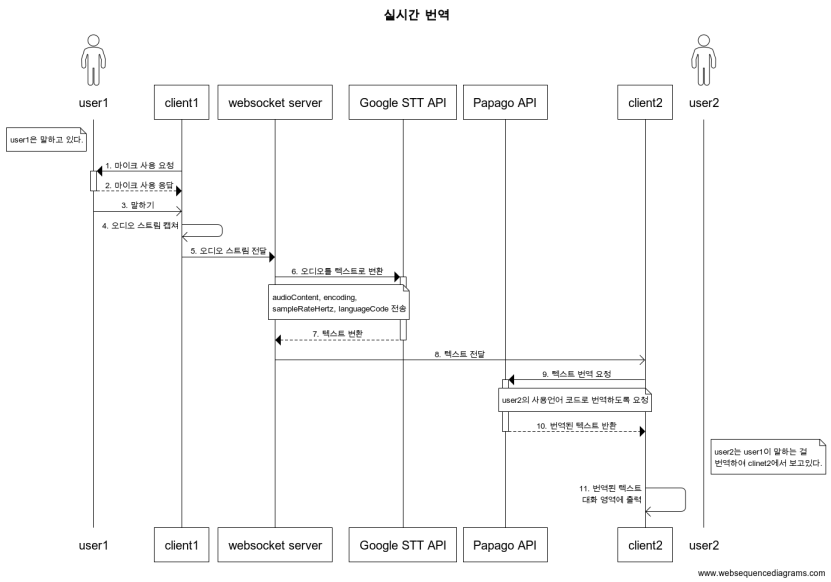 실시간 번역
user1
client1
websocket server
Google STT API
Papago API
client2
user2
user1은 말하고 있다.
1. 마이크 사용 요청
2. 마이크 사용 응답
3. 말하기
4. 오디오 스트림 캡쳐
5. 오디오 스트림 전달
6. 오디오를 텍스트로 변환
audioContent, encoding,
sampleRateHertz, languageCode 전송
7. 텍스트 변환
8. 텍스트 전달
9. 텍스트 번역 요청
user2의 사용언어 코드로 번역하도록 요청
10. 번역된 텍스트 반환
user2는 user1이 말하는 걸
번역하여 clinet2에서 보고있다.
11. 번역된 텍스트
대화 영역에 출력
user1
client1
websocket server
Google STT API
Papago API
client2
user2
www.websequencediagrams.com